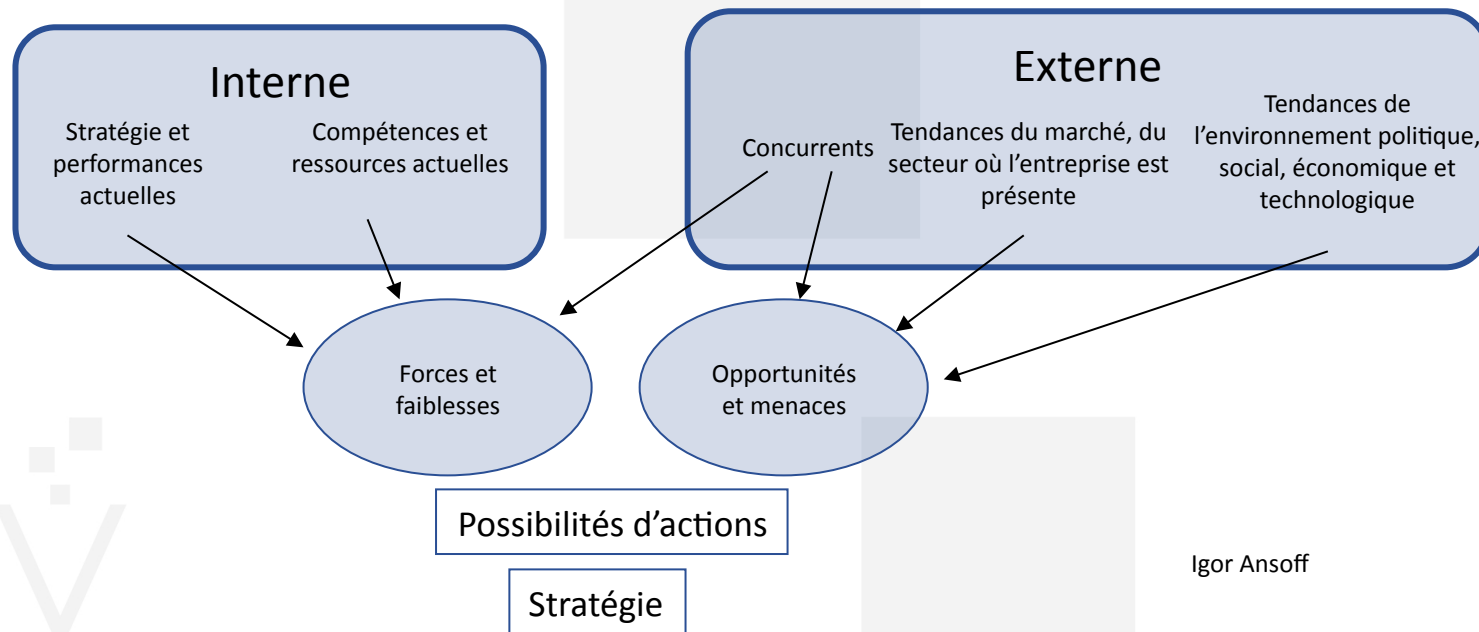 Interne
Stratégie et
performances
actuelles
Compétences et
ressources actuelles
Externe
Concurrents
Tendances du marché, du
secteur où l’entreprise est
présente
Tendances de
l’environnement politique,
social, économique et
technologique
Forces et
faiblesses
Opportunités
et menaces
Possibilités d’actions
Igor Ansoff
Stratégie